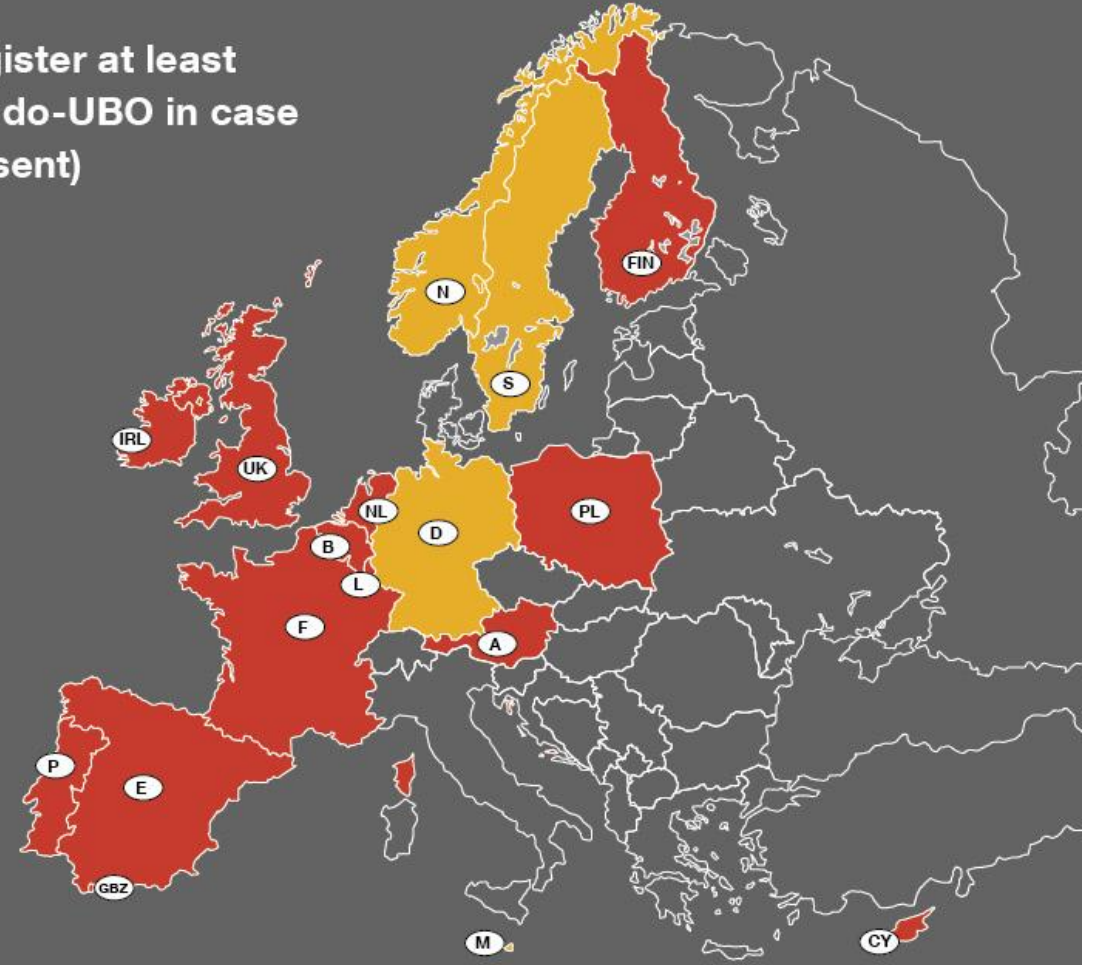 gister at least
do-UBO in case
sent)
FIN
N
S
IRL
UK
NL
PL
D
B
L
F
A
P
E
GBZ
M
CY